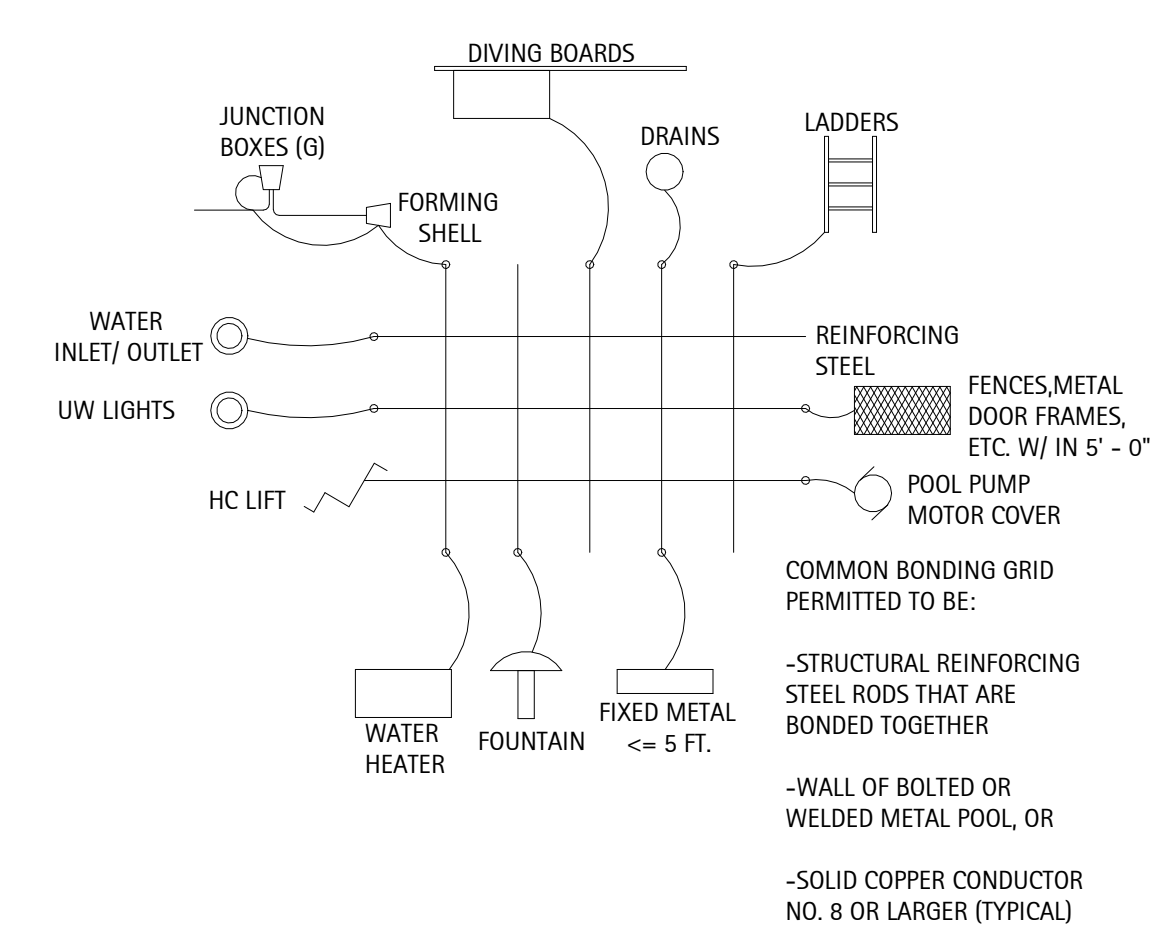 DIVING BOARDS
JUNCTION
BOXES (G)
DRAINS
LADDERS
FORMING
SHELL
WATER
INLET/ OUTLET
REINFORCING
STEEL
UW LIGHTS
FENCES,METAL
DOOR FRAMES,
ETC. W/ IN 5' - 0"
HC LIFT
POOL PUMP
MOTOR COVER
WATER
HEATER
FOUNTAIN
FIXED METAL
<= 5 FT.
COMMON BONDING GRID
PERMITTED TO BE:
-STRUCTURAL REINFORCING
STEEL RODS THAT ARE
BONDED TOGETHER
-WALL OF BOLTED OR
WELDED METAL POOL, OR
-SOLID COPPER CONDUCTOR
NO. 8 OR LARGER (TYPICAL)